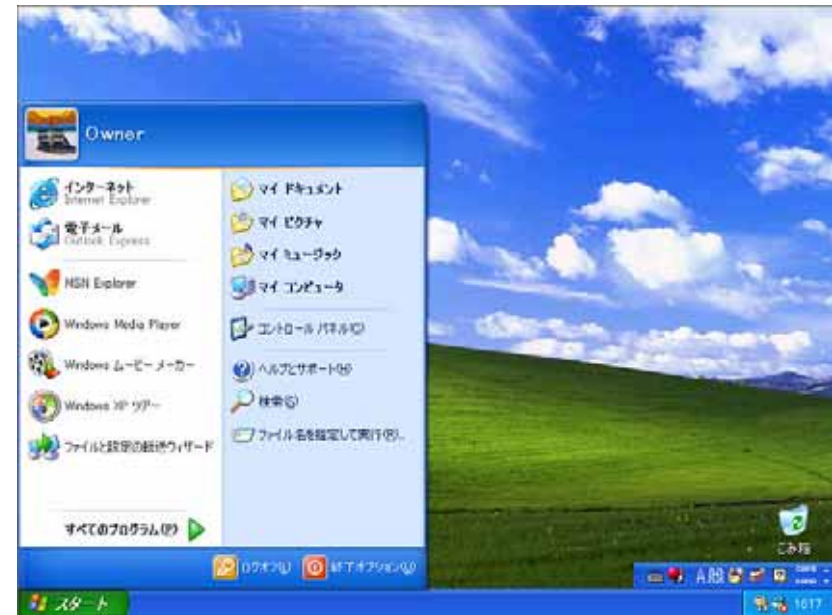 Owner
インターネット
Internet Explorer
電子メール
Outlook Express
MSN Explorer
Windows Media Player
Windows ムービー メーカー
Windows XP ツアー
ファイルと設定の転送ウィザード
すべてのプログラム(P)
マイ ドキュメント
マイ ピクチャ
マイ ミュージック
マイ コンピュータ
コントロール パネル(C)
ヘルプとサポート(H)
検索(S)
ファイル名を指定して実行(R)...
ログオフ(L)
終了オプション(U)
ごみ箱
A般
スタート
16:17